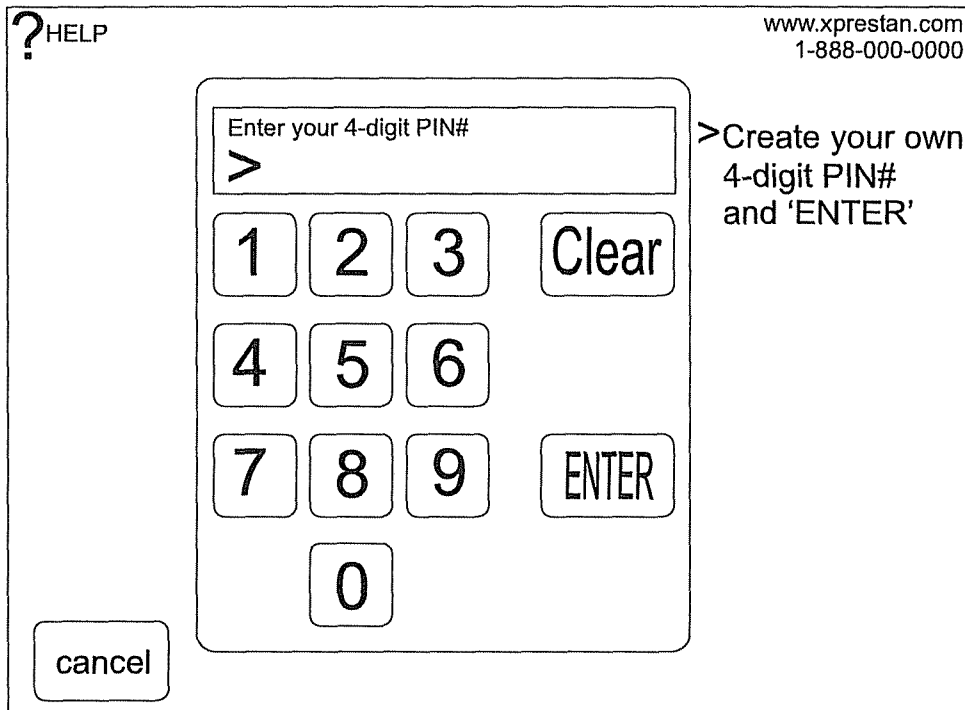 ?HELP
www.xprestan.com
1-888-000-0000
Enter your 4-digit PIN#
>
>Create your own
4-digit PIN#
and ‘ENTER’
1 2 3 Clear
4 5 6
7 8 9 ENTER
0
cancel